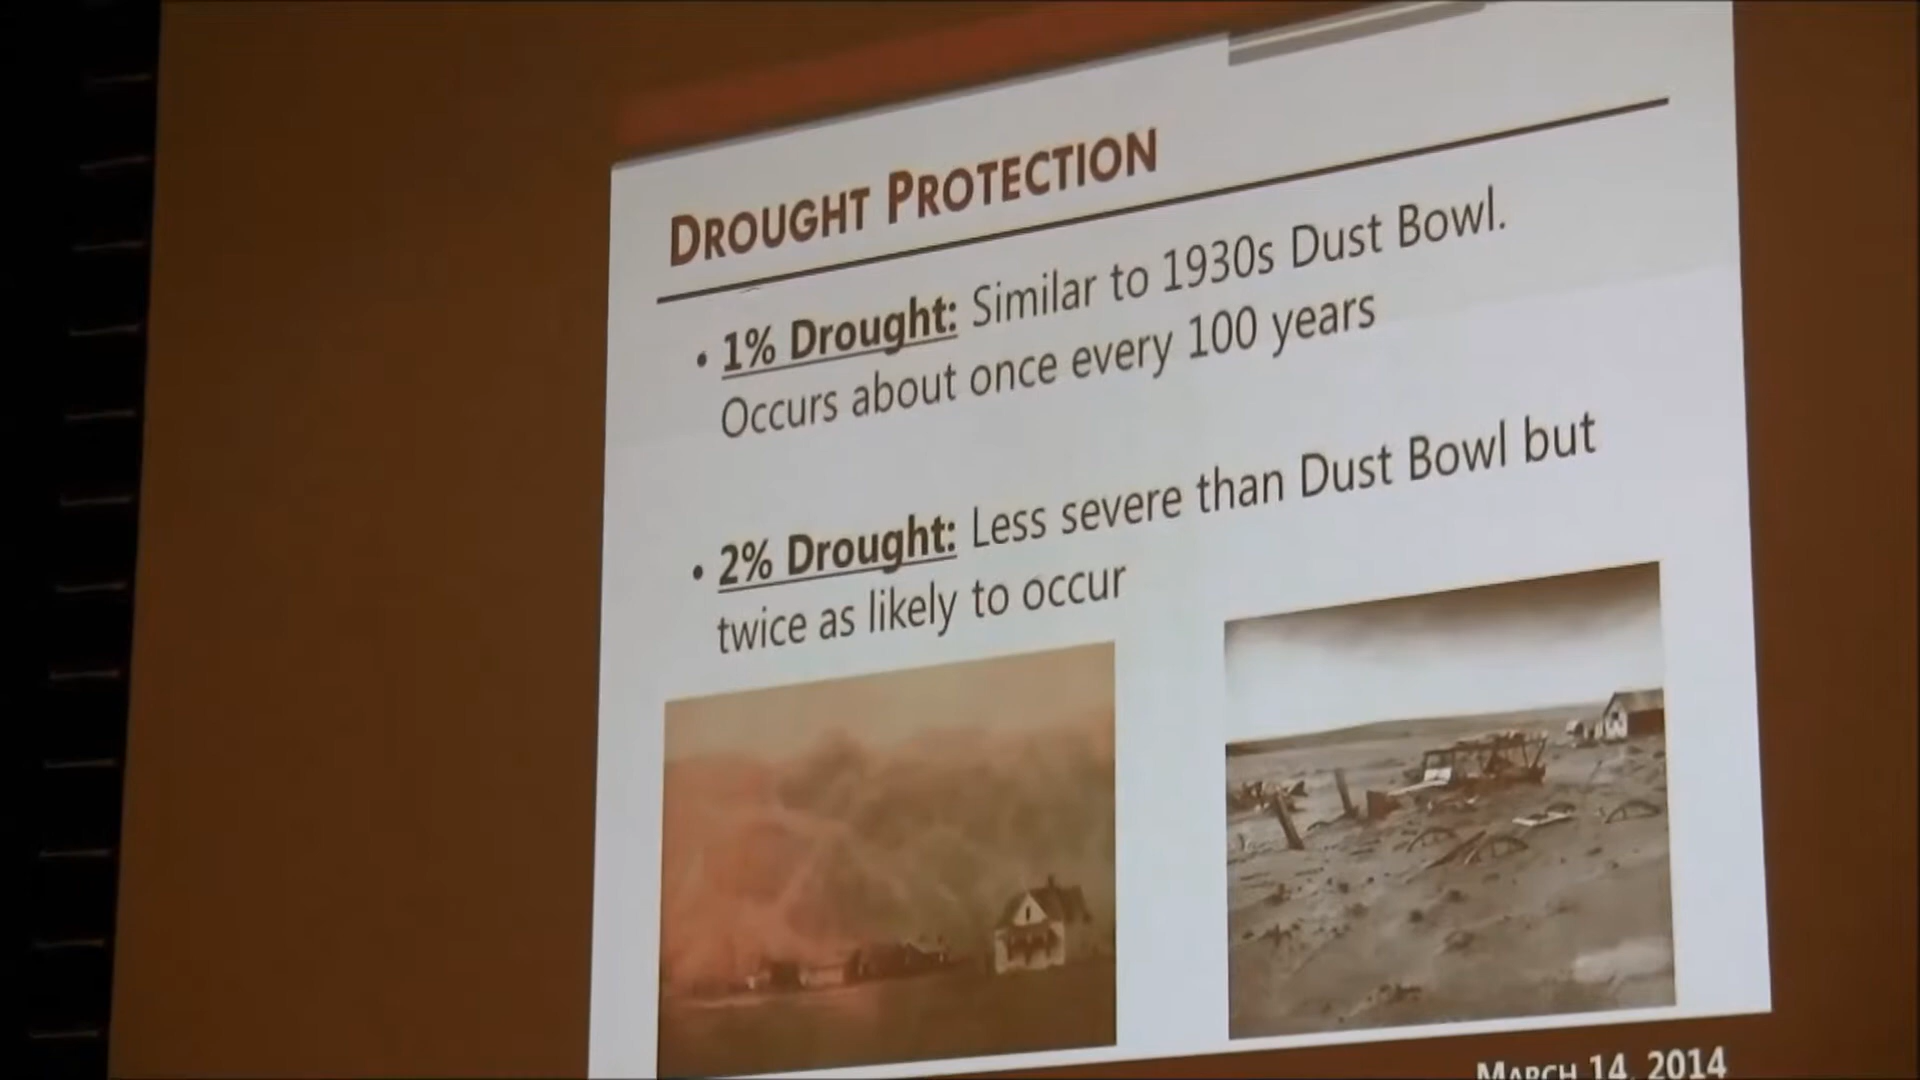 DROUGHT PROTECTION
• 1% Drought: Similar to 1930s Dust Bowl.
Occurs about once every 100 years
• 2% Drought: Less severe than Dust Bowl but
twice as likely to occur
MARCH 14, 2014